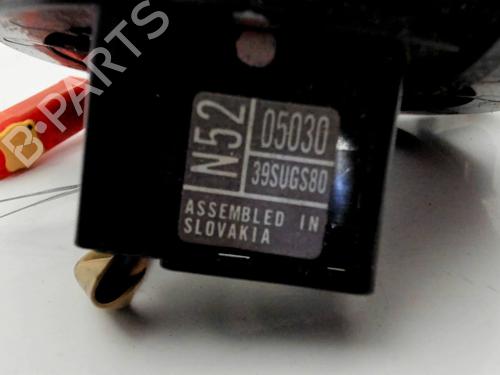 B-PARTS
N52
05030
39SUGS80
ASSEMBLED IN
SLOVAKIA